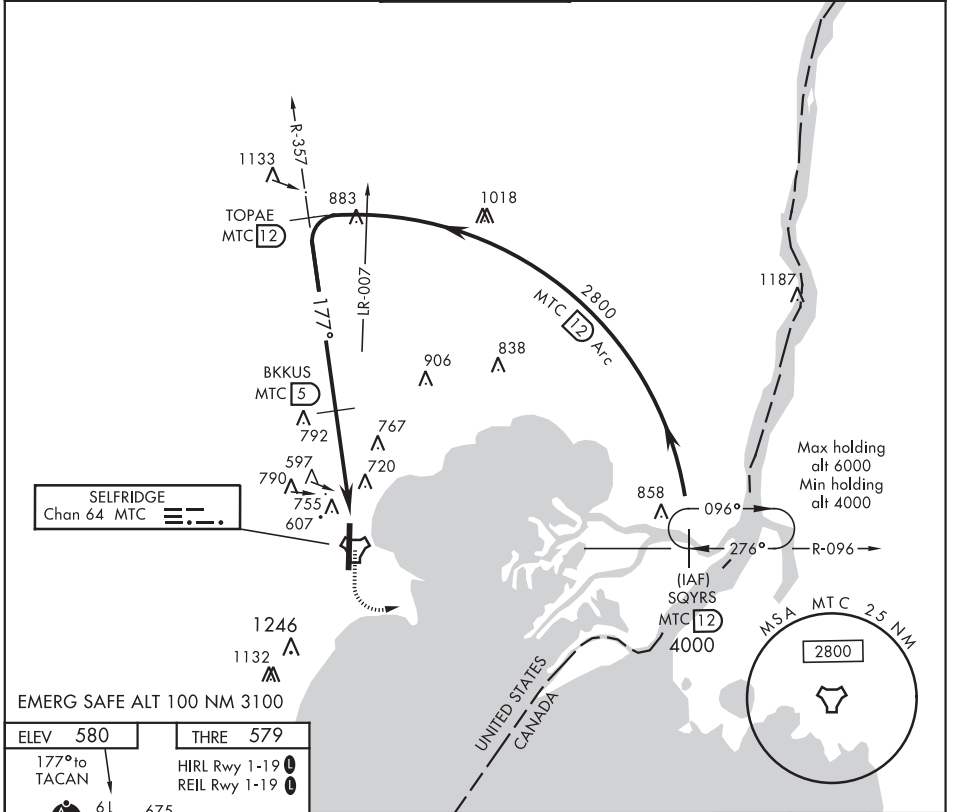 R-357
1133
883
1018
TOPAE
MTC 12
LR-007
2800
MTC 12 Arc
1187
177°
906
838
BKKUS
MTC 5
792
767
597
720
790
755
607
Max holding
alt 6000
Min holding
alt 4000
SELFRIDGE
Chan 64 MTC
858
096°
276°
R-096
(IAF)
SQYRS
MTC 12
4000
MSA MTC 25 NM
2800
1246
1132
UNITED STATES
CANADA
EMERG SAFE ALT 100 NM 3100
ELEV 580
THRE 579
177° to
TACAN
HIRL Rwy 1-19 L
REIL Rwy 1-19 L
675